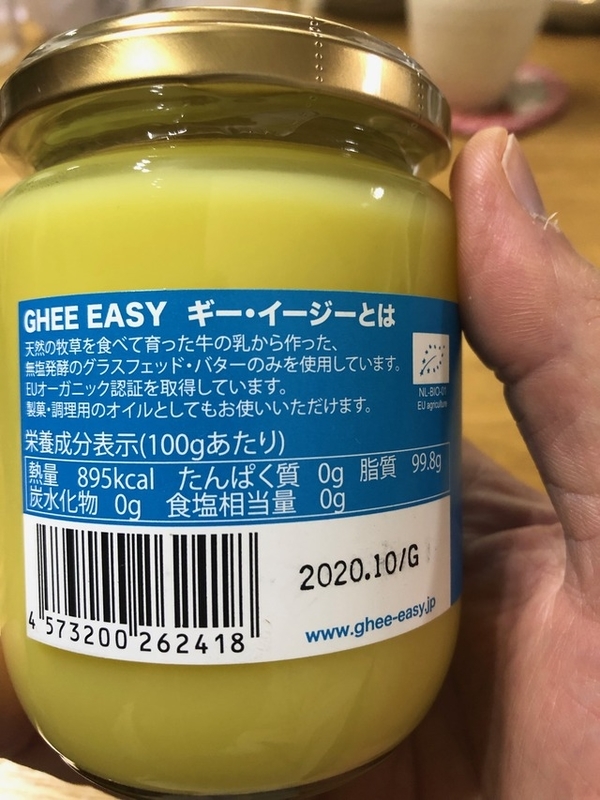 GHEE EASY ギー・イージーとは
天然の牧草を食べて育った牛の乳から作った、
無塩発酵のグラスフェッド・バターのみを使用しています。
EUオーガニック認証を取得しています。
製菓・調理用のオイルとしてもお使いいただけます。
NL-BIO-01
EU agriculture
栄養成分表示(100gあたり)
熱量 895kcal たんぱく質 0g 脂質 99.8g
炭水化物 0g 食塩相当量 0g
2020.10/G
4 573200 262418
www.ghee-easy.jp